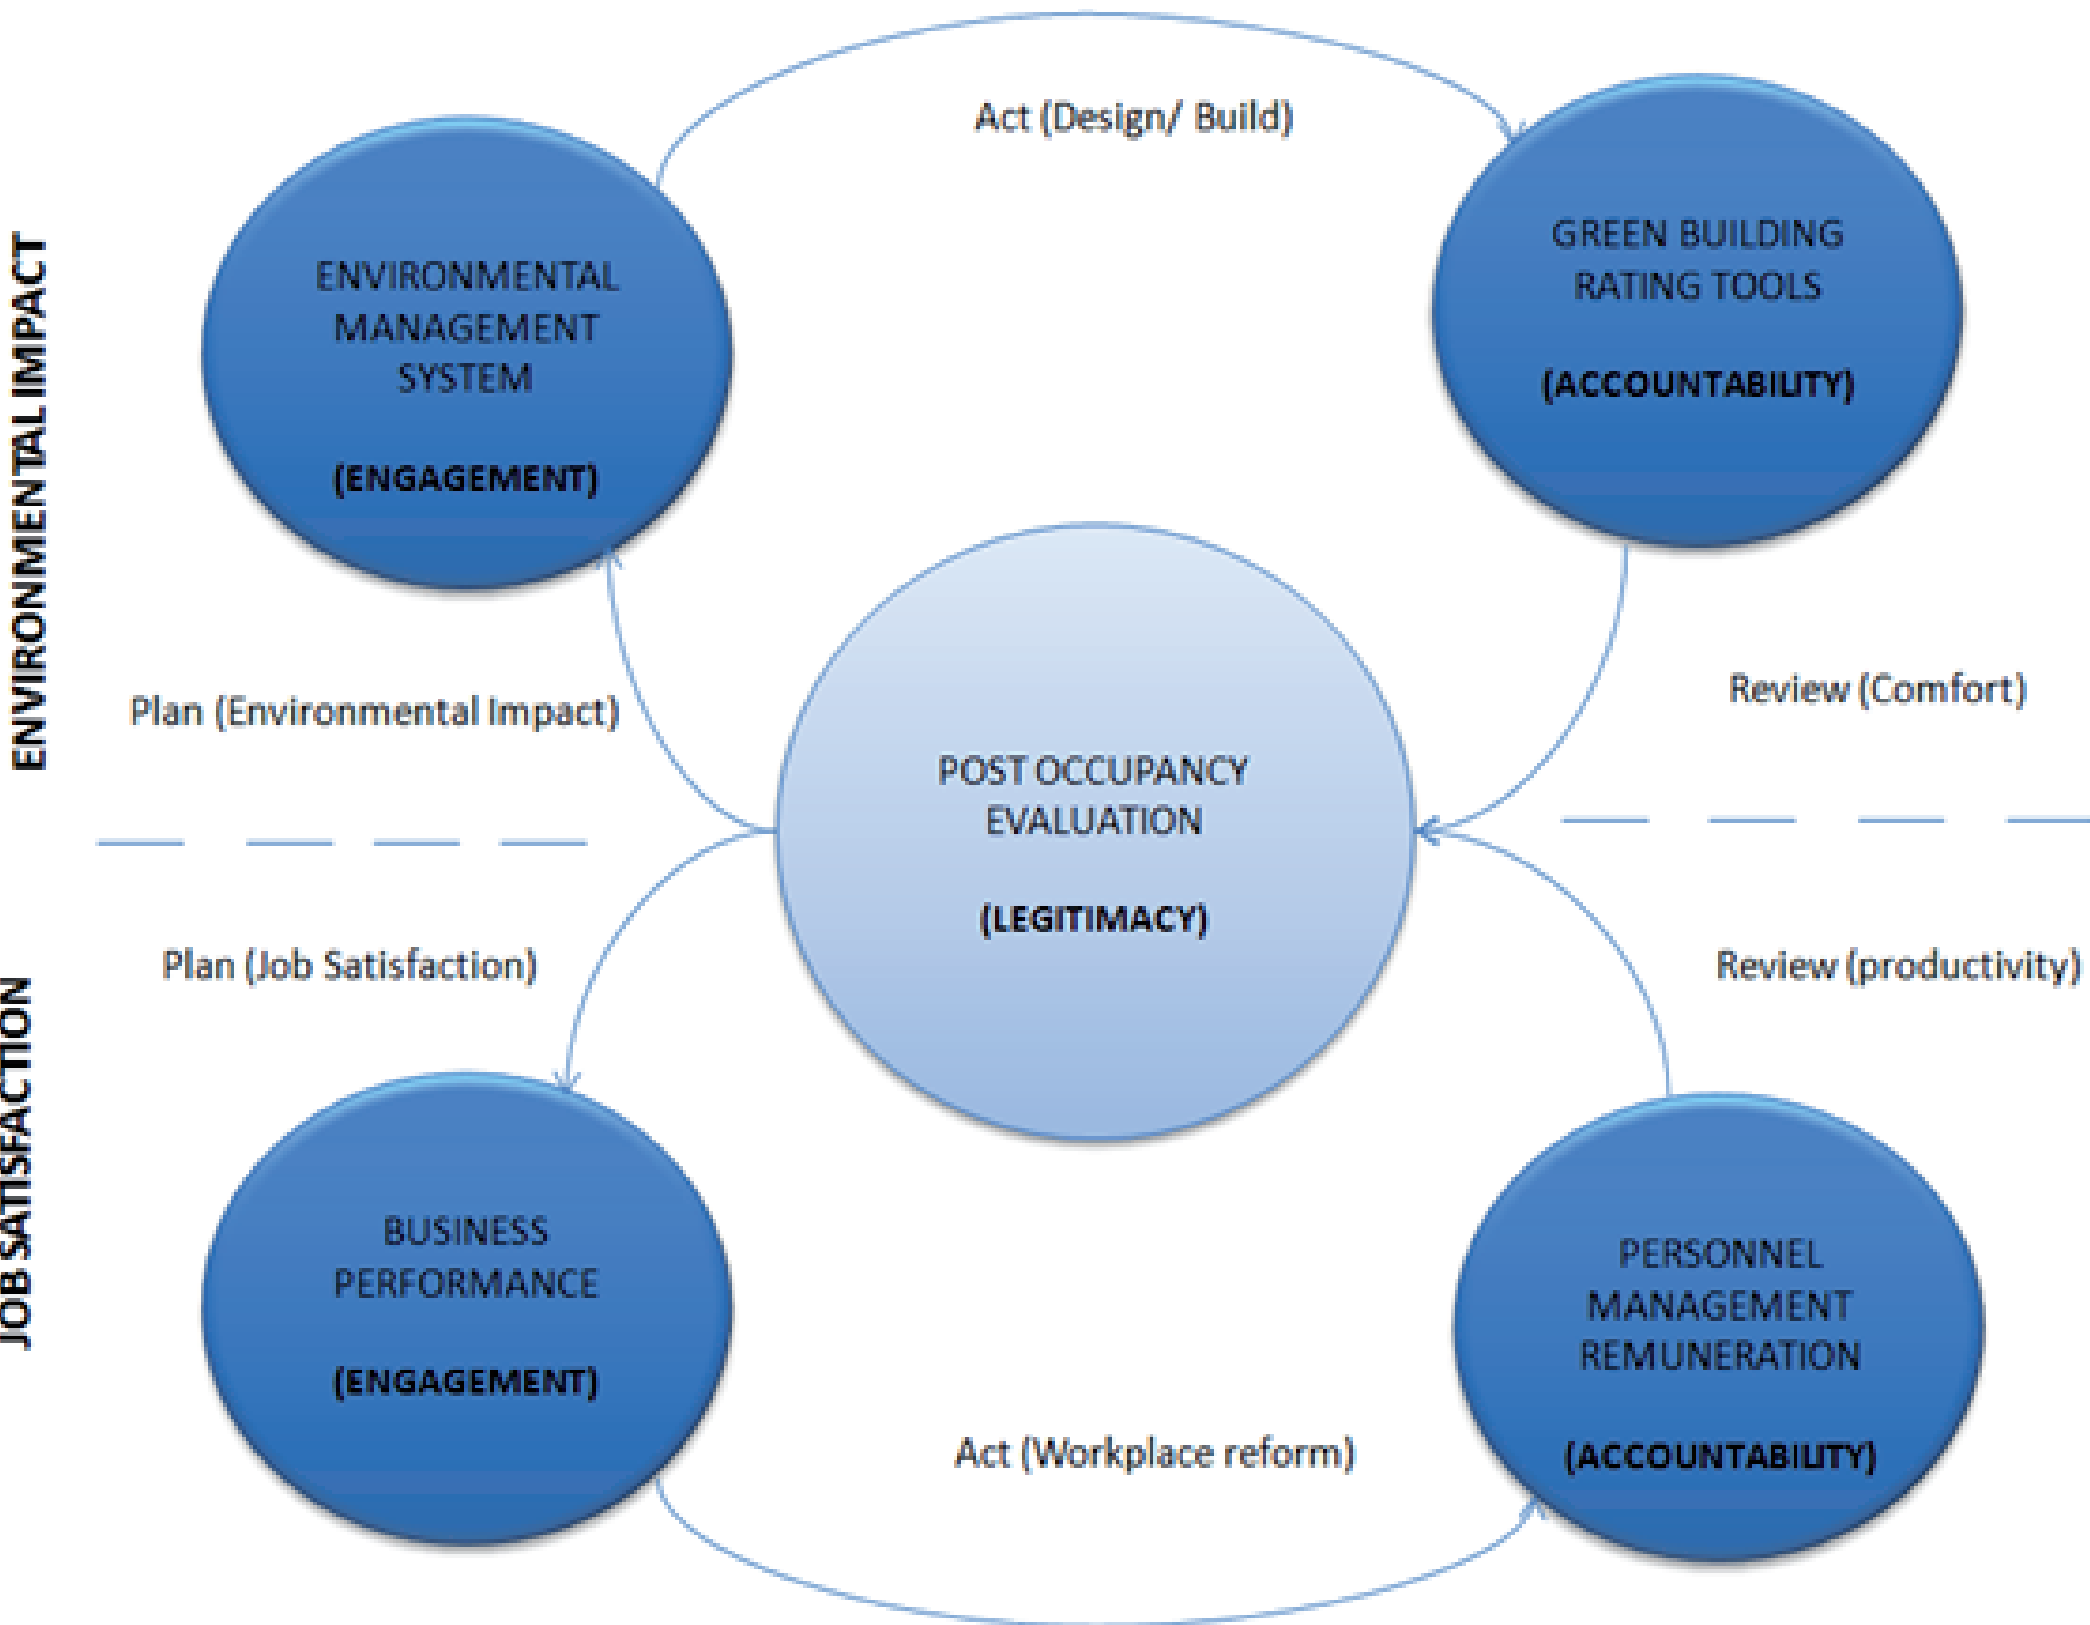 Act (Design/ Build)
ENVIRONMENTAL IMPACT
ENVIRONMENTAL
MANAGEMENT
SYSTEM
(ENGAGEMENT)
GREEN BUILDING
RATING TOOLS
(ACCOUNTABILITY)
Plan (Environmental Impact)
Review (Comfort)
POST OCCUPANCY
EVALUATION
(LEGITIMACY)
Plan (Job Satisfaction)
Review (productivity)
JOB SATISFACTION
BUSINESS
PERFORMANCE
(ENGAGEMENT)
PERSONNEL
MANAGEMENT
REMUNERATION
(ACCOUNTABILITY)
Act (Workplace reform)